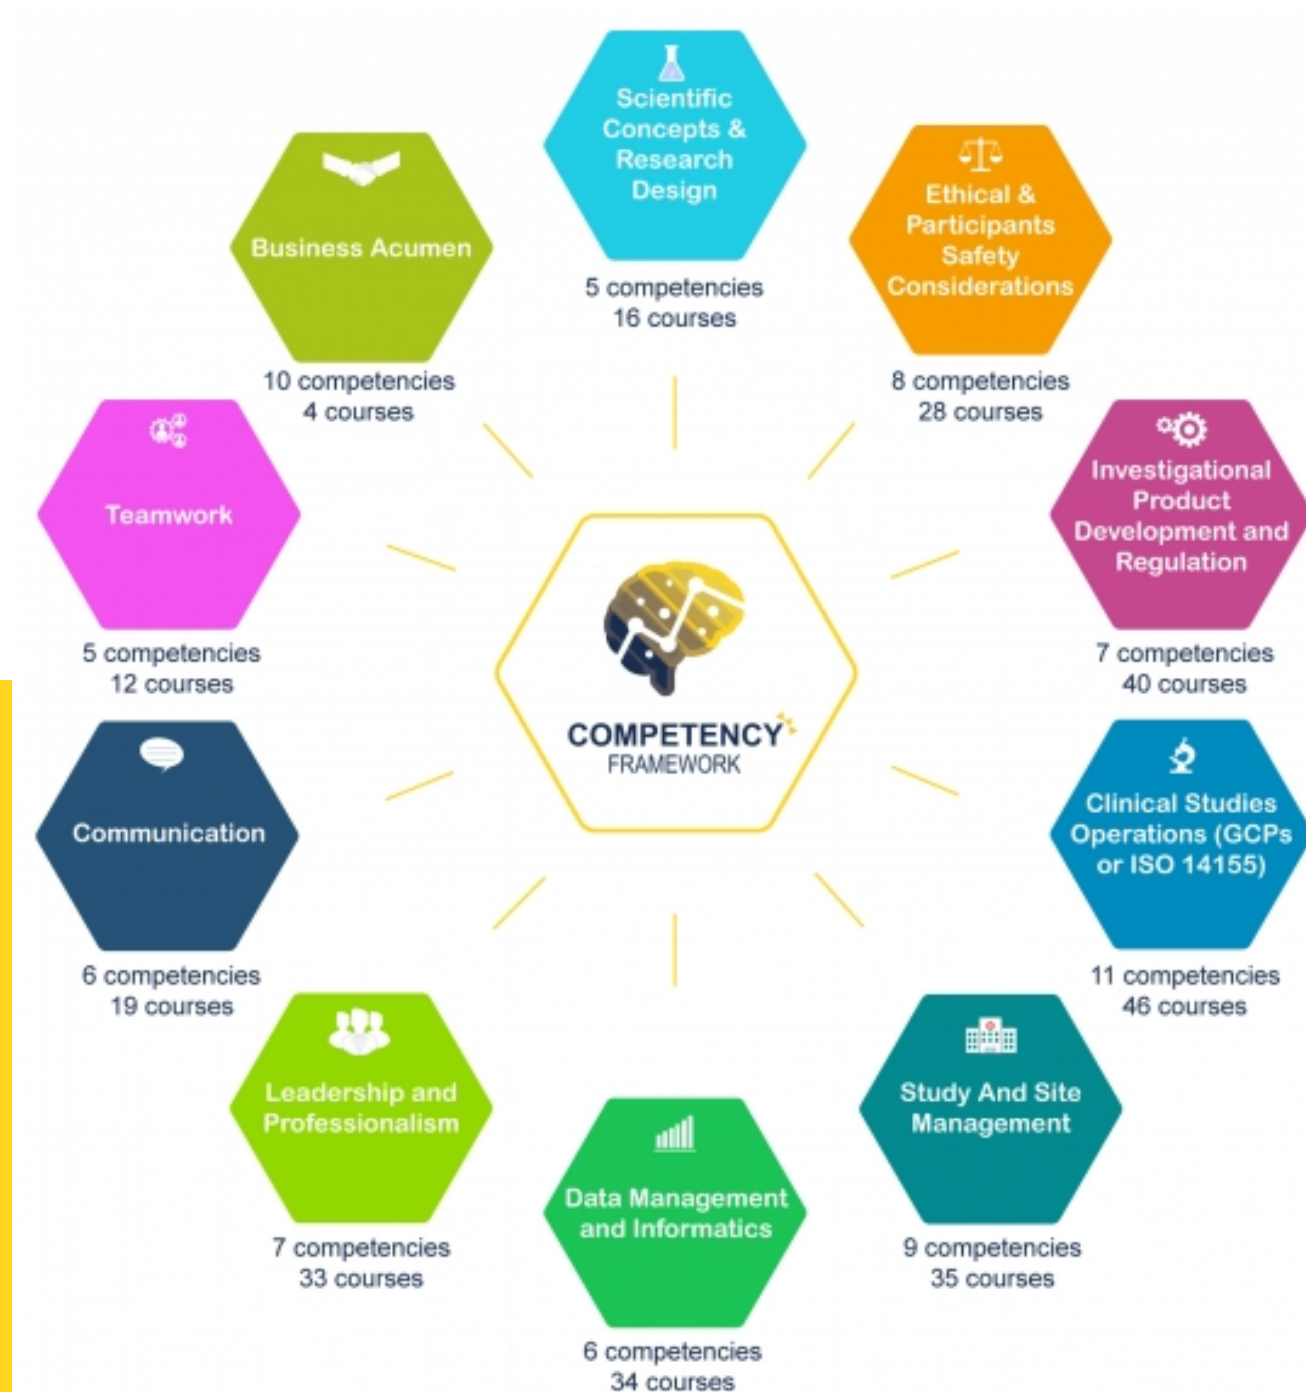 Scientific
Concepts &
Research
Design
5 competencies
16 courses
Ethical &
Participants
Safety
Considerations
8 competencies
28 courses
Investigational
Product
Development and
Regulation
7 competencies
40 courses
Clinical Studies
Operations (GCPs
or ISO 14155)
11 competencies
46 courses
Study And Site
Management
9 competencies
35 courses
Data Management
and Informatics
6 competencies
34 courses
Leadership and
Professionalism
7 competencies
33 courses
Communication
6 competencies
19 courses
Teamwork
5 competencies
12 courses
Business Acumen
10 competencies
4 courses
COMPETENCY
FRAMEWORK